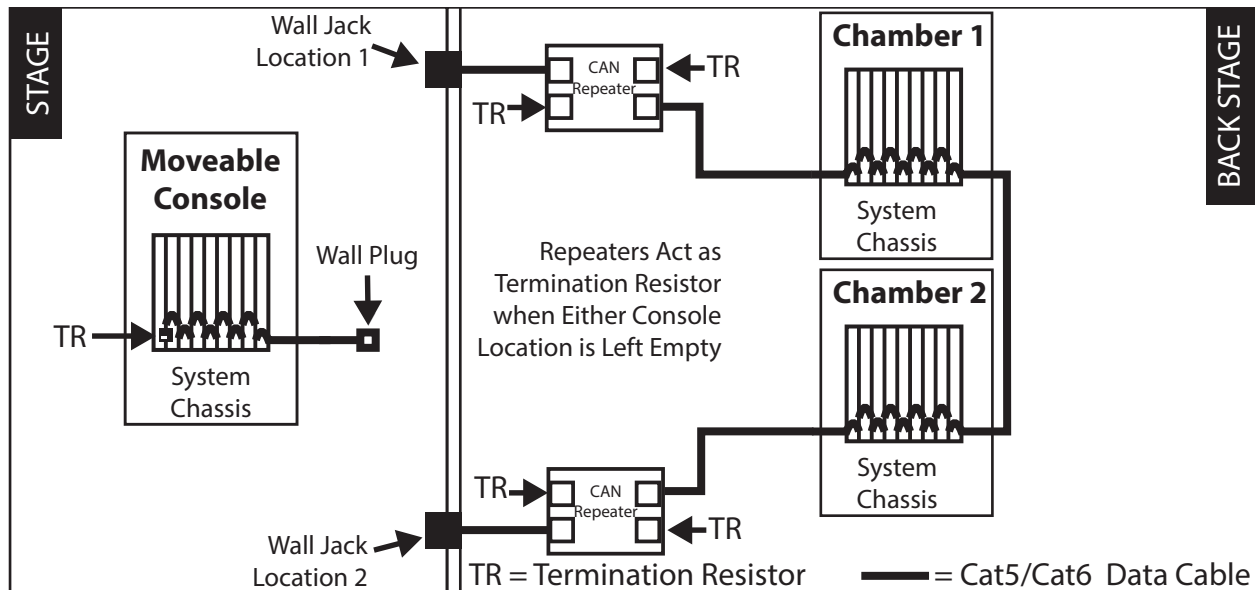 STAGE
Wall Jack
Location 1
CAN
Repeater
TR
TR
Chamber 1
System
Chassis
BACK STAGE
Moveable
Console
Wall Plug
TR
System
Chassis
Repeaters Act as
Termination Resistor
when Either Console
Location is Left Empty
Chamber 2
System
Chassis
TR
CAN
Repeater
TR
Wall Jack
Location 2
TR = Termination Resistor
= Cat5/Cat6 Data Cable